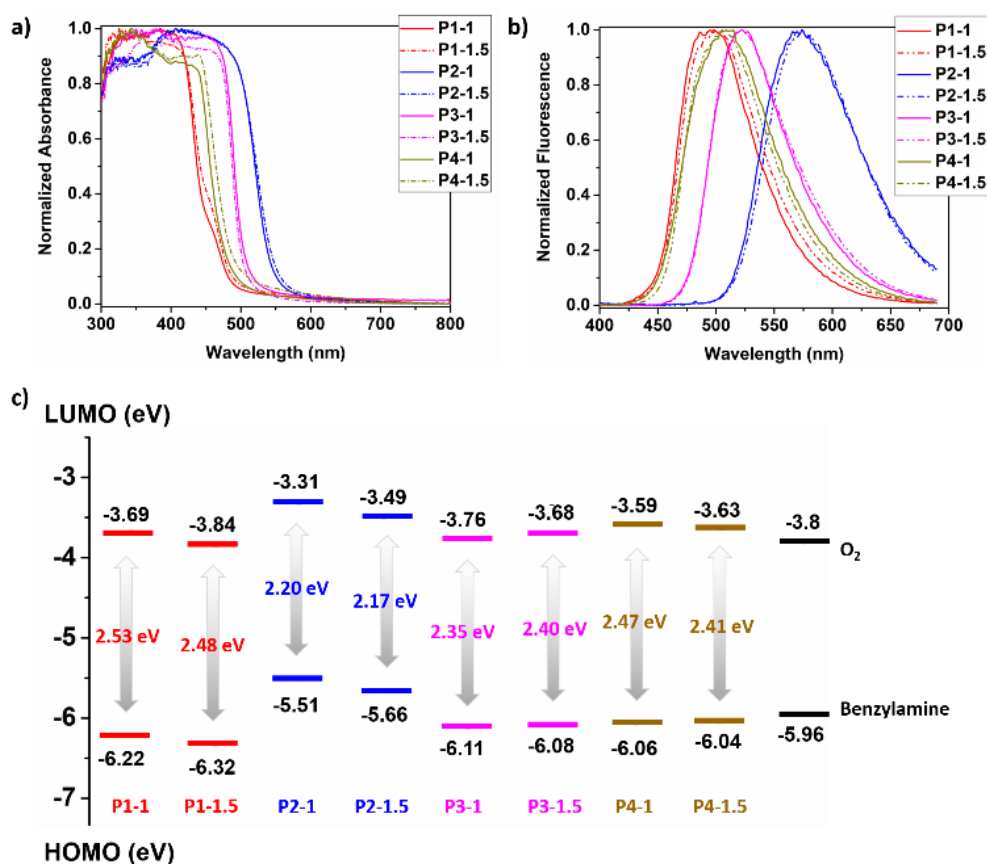 a)
Normalized Absorbance
1.0
0.8
0.6
0.4
0.2
0.0
300 400 500 600 700 800
Wavelength (nm)
P1-1
P1-1.5
P2-1
P2-1.5
P3-1
P3-1.5
P4-1
P4-1.5
b)
Normalized Fluorescence
1.0
0.8
0.6
0.4
0.2
0.0
400 450 500 550 600 650 700
Wavelength (nm)
P1-1
P1-1.5
P2-1
P2-1.5
P3-1
P3-1.5
P4-1
P4-1.5
c)
LUMO (eV)
-3
-4
-5
-6
-7
-3.69 -3.84 -3.31 -3.49 -3.76 -3.68 -3.59 -3.63 -3.8
O2
2.53 eV 2.48 eV 2.20 eV 2.17 eV 2.35 eV 2.40 eV 2.47 eV 2.41 eV
Benzylamine
-6.22 -6.32 -5.51 -5.66 -6.11 -6.08 -6.06 -6.04 -5.96
P1-1 P1-1.5 P2-1 P2-1.5 P3-1 P3-1.5 P4-1 P4-1.5
HOMO (eV)